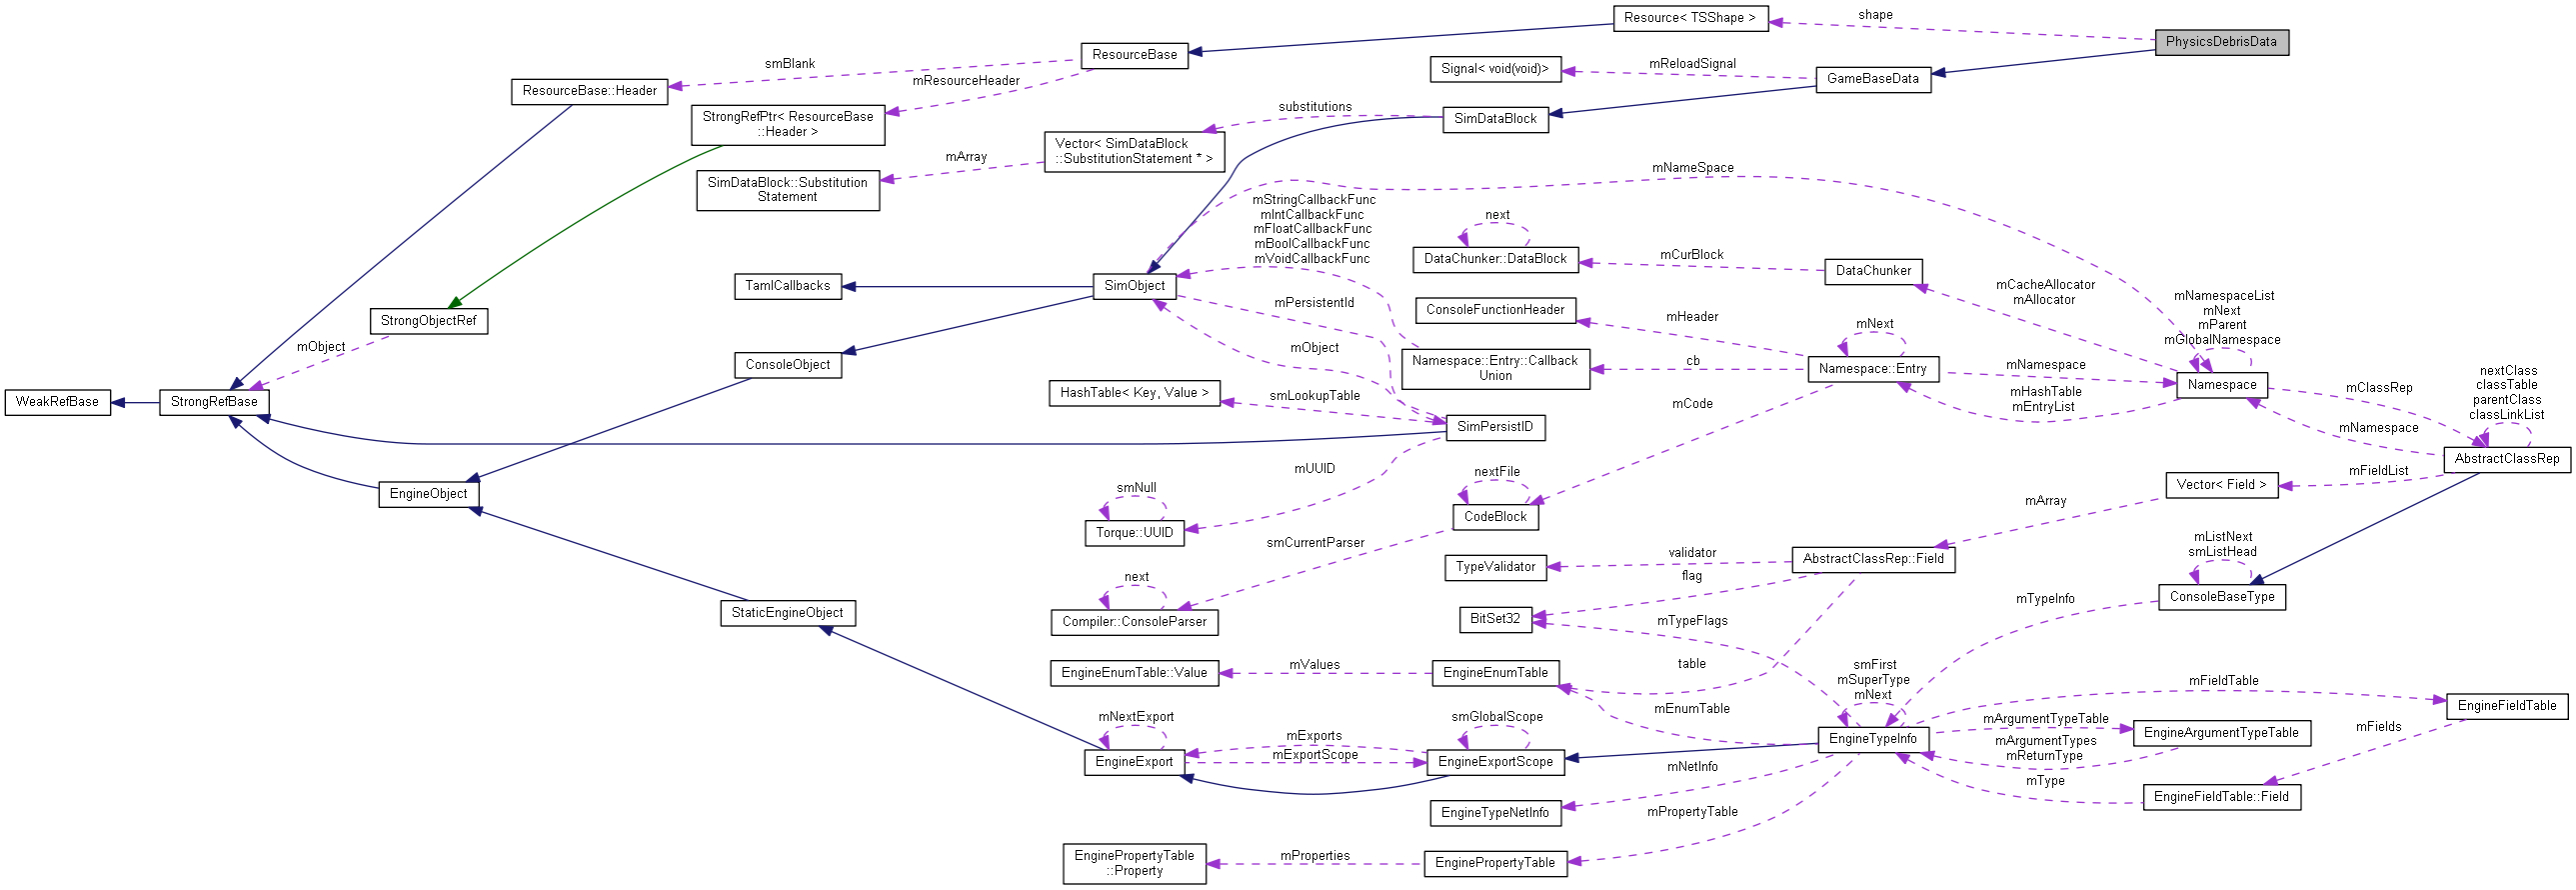 Resource< TSShape >
shape
PhysicsDebrisData
ResourceBase
smBlank
mResourceHeader
Signal< void(void)>
mReloadSignal
GameBaseData
ResourceBase::Header
StrongRefPtr< ResourceBase
::Header >
substitutions
SimDataBlock
Vector< SimDataBlock
::SubstitutionStatement * >
mArray
SimDataBlock::Substitution
Statement
mNameSpace
mStringCallbackFunc
mIntCallbackFunc
mFloatCallbackFunc
mBoolCallbackFunc
mVoidCallbackFunc
next
DataChunker::DataBlock
mCurBlock
DataChunker
TamlCallbacks
SimObject
mPersistentId
mCacheAllocator
mAllocator
mNamespaceList
mNext
mParent
mGlobalNamespace
ConsoleFunctionHeader
mHeader
StrongObjectRef
mObject
mObject
mNext
ConsoleObject
Namespace::Entry::Callback
Union
cb
Namespace::Entry
mNamespace
mHashTable
mEntryList
Namespace
mClassRep
nextClass
classTable
parentClass
classLinkList
WeakRefBase
StrongRefBase
HashTable< Key, Value >
smLookupTable
mCode
SimPersistID
mNamespace
AbstractClassRep
mUUID
nextFile
mFieldList
Vector< Field >
EngineObject
smNull
Torque::UUID
CodeBlock
mArray
smCurrentParser
mListNext
smListHead
TypeValidator
validator
AbstractClassRep::Field
flag
next
Compiler::ConsoleParser
StaticEngineObject
BitSet32
mTypeFlags
mTypeInfo
ConsoleBaseType
EngineEnumTable::Value
mValues
EngineEnumTable
table
smFirst
mSuperType
mNext
mFieldTable
EngineFieldTable
mEnumTable
mNextExport
smGlobalScope
mExports
mExportScope
EngineExport
EngineExportScope
EngineTypeInfo
mArgumentTypeTable
EngineArgumentTypeTable
mArgumentTypes
mReturnType
mFields
mNetInfo
mType
EngineFieldTable::Field
EngineTypeNetInfo
mPropertyTable
EnginePropertyTable
::Property
mProperties
EnginePropertyTable